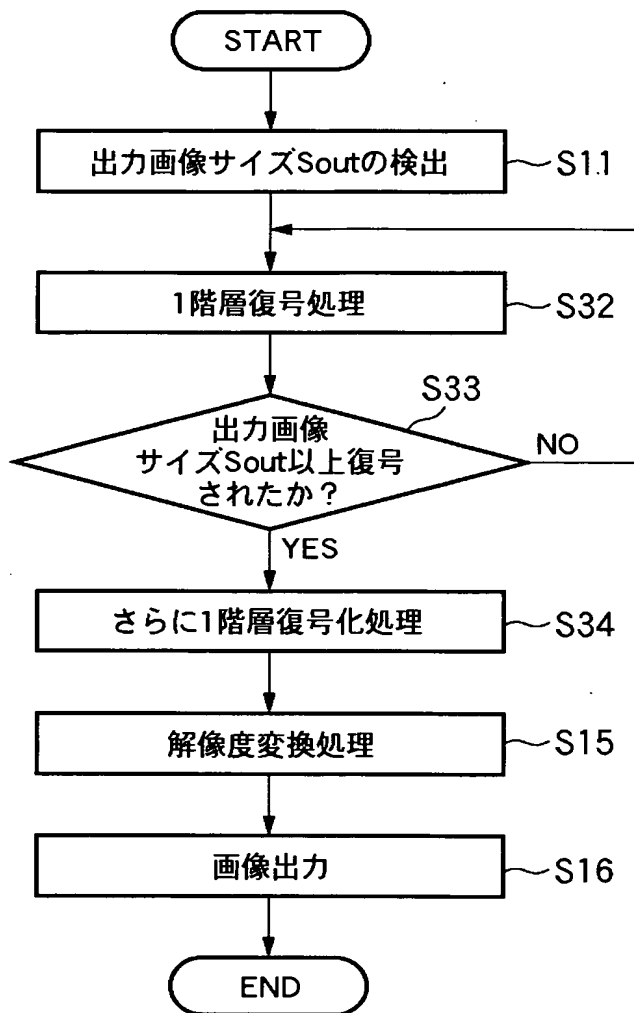 START
出力画像サイズSoutの検出
S11
1階層復号処理
S32
S33
出力画像
サイズSout以上復号
されたか？
NO
YES
さらに1階層復号化処理
S34
解像度変換処理
S15
画像出力
S16
END